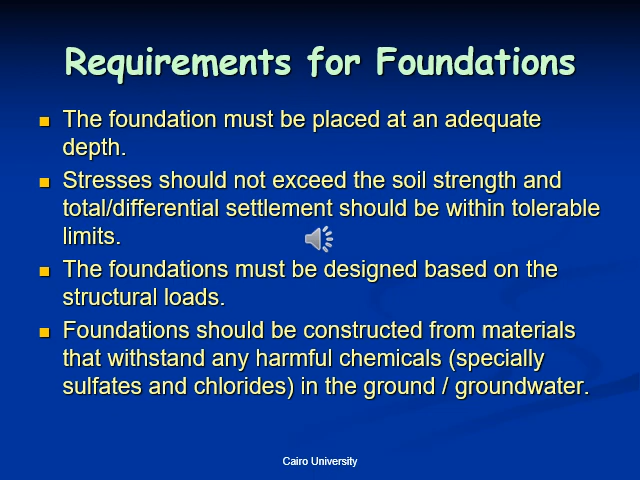 Requirements for Foundations
The foundation must be placed at an adequate
depth.
Stresses should not exceed the soil strength and
total/differential settlement should be within tolerable
limits.
The foundations must be designed based on the
structural loads.
Foundations should be constructed from materials
that withstand any harmful chemicals (specially
sulfates and chlorides) in the ground / groundwater.
Cairo University